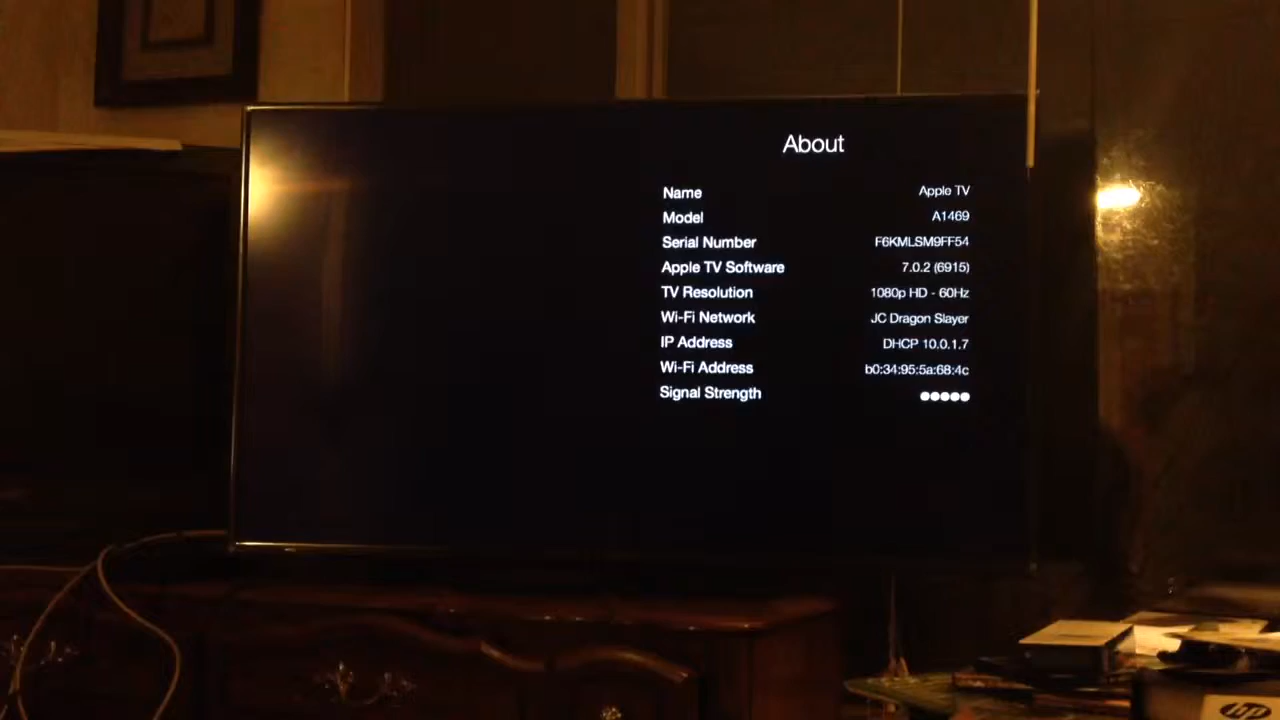 About
Name Apple TV
Model A1469
Serial Number F6KMLSM9FF54
Apple TV Software 7.0.2 (6915)
TV Resolution 1080p HD - 60Hz
Wi-Fi Network JC Dragon Slayer
IP Address DHCP 10.0.1.7
Wi-Fi Address b0:34:95:5a:68:4c
Signal Strength
hp